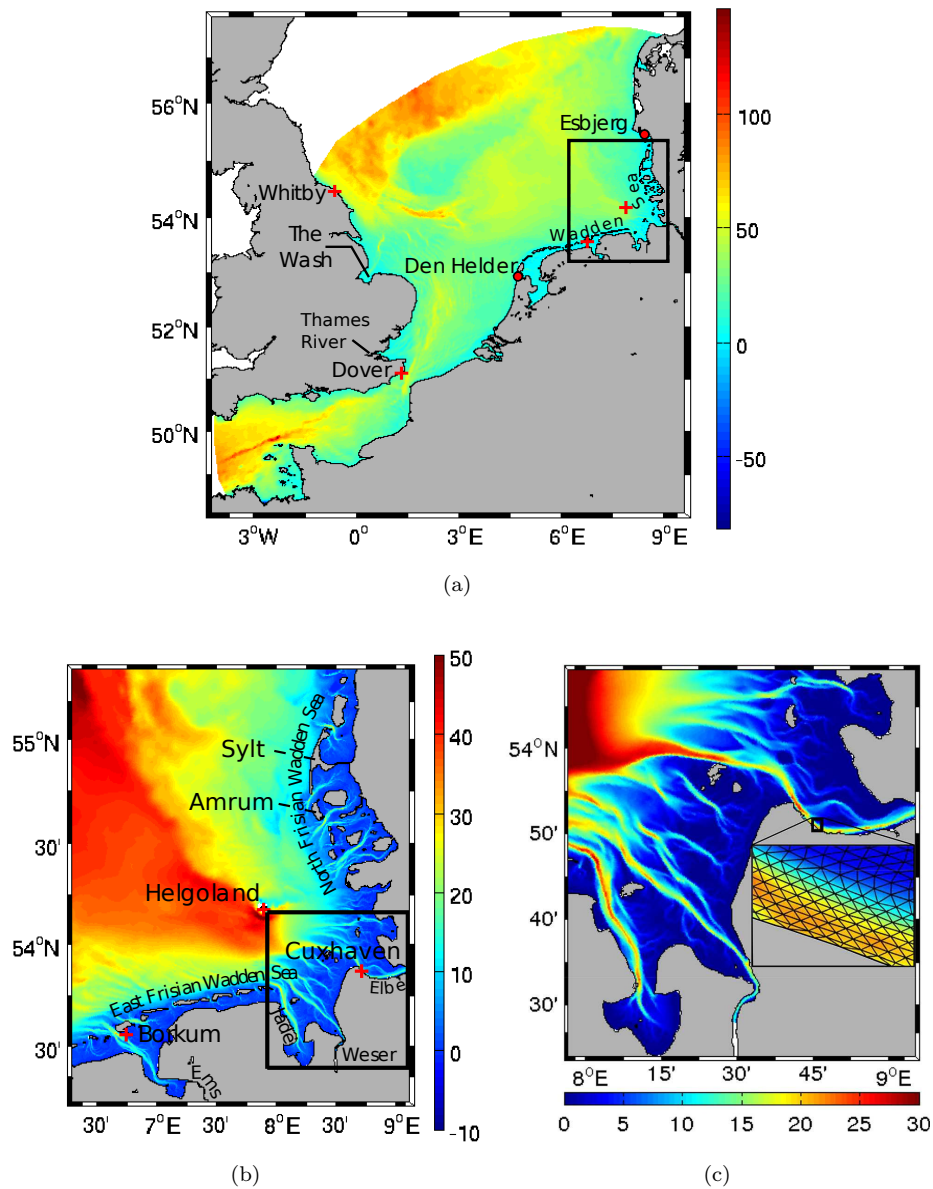 56°N
54°N
52°N
50°N
3°W
0°
3°E
6°E
9°E
Esbjerg
Whitby
The
Wash
Wadden Sea
Den Helder
Thames
River
Dover
100
50
0
-50
(a)
55°N
30'
54°N
30'
30'
7°E
30'
8°E
30'
9°E
Sylt
Amrum
North Frisian Wadden Sea
Helgoland
Cuxhaven
Elbe
East Frisian Wadden Sea
Jade
Borkum
Weser
Ems
50
40
30
20
10
0
-10
(b)
54°N
50'
40'
30'
8°E
15'
30'
45'
9°E
0
5
10
15
20
25
30
(c)